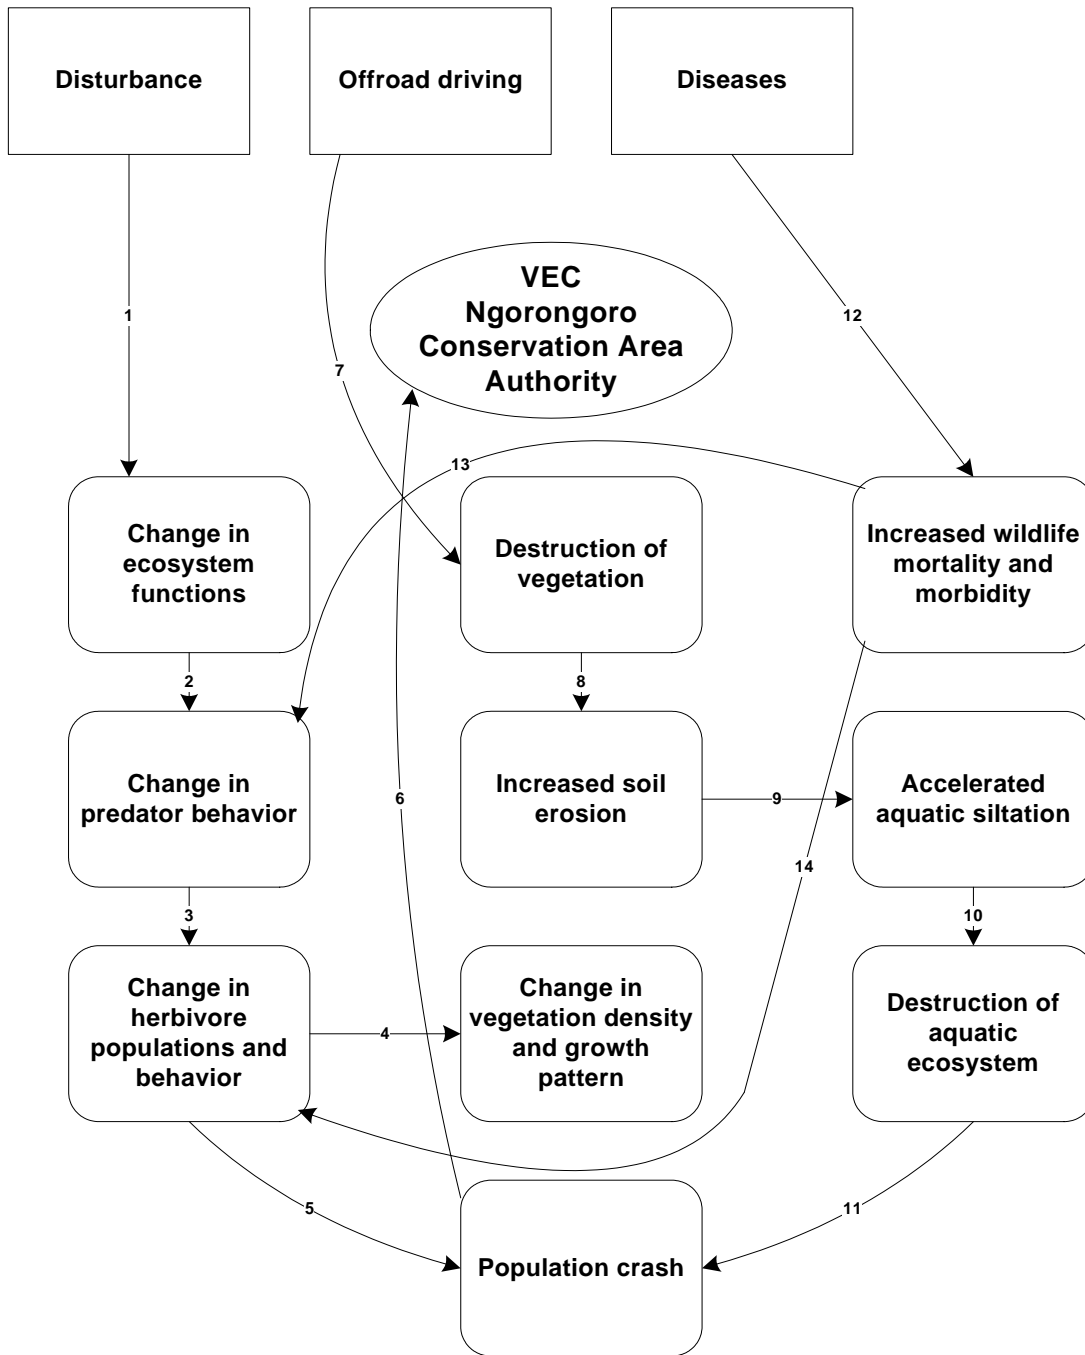 Disturbance
Offroad driving
Diseases
VEC
Ngorongoro
Conservation Area
Authority
1
7
12
13
Change in
ecosystem
functions
Destruction of
vegetation
Increased wildlife
mortality and
morbidity
2
8
Change in
predator behavior
6
Increased soil
erosion
9
Accelerated
aquatic siltation
14
3
10
Change in
herbivore
populations and
behavior
4
Change in
vegetation density
and growth
pattern
Destruction of
aquatic
ecosystem
5
11
Population crash